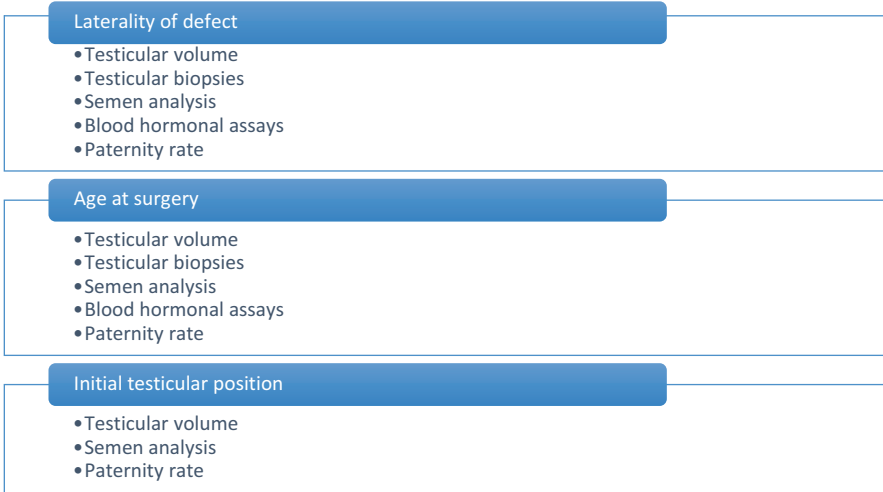 Laterality of defect
•Testicular volume
•Testicular biopsies
•Semen analysis
•Blood hormonal assays
•Paternity rate
Age at surgery
•Testicular volume
•Testicular biopsies
•Semen analysis
•Blood hormonal assays
•Paternity rate
Initial testicular position
•Testicular volume
•Semen analysis
•Paternity rate